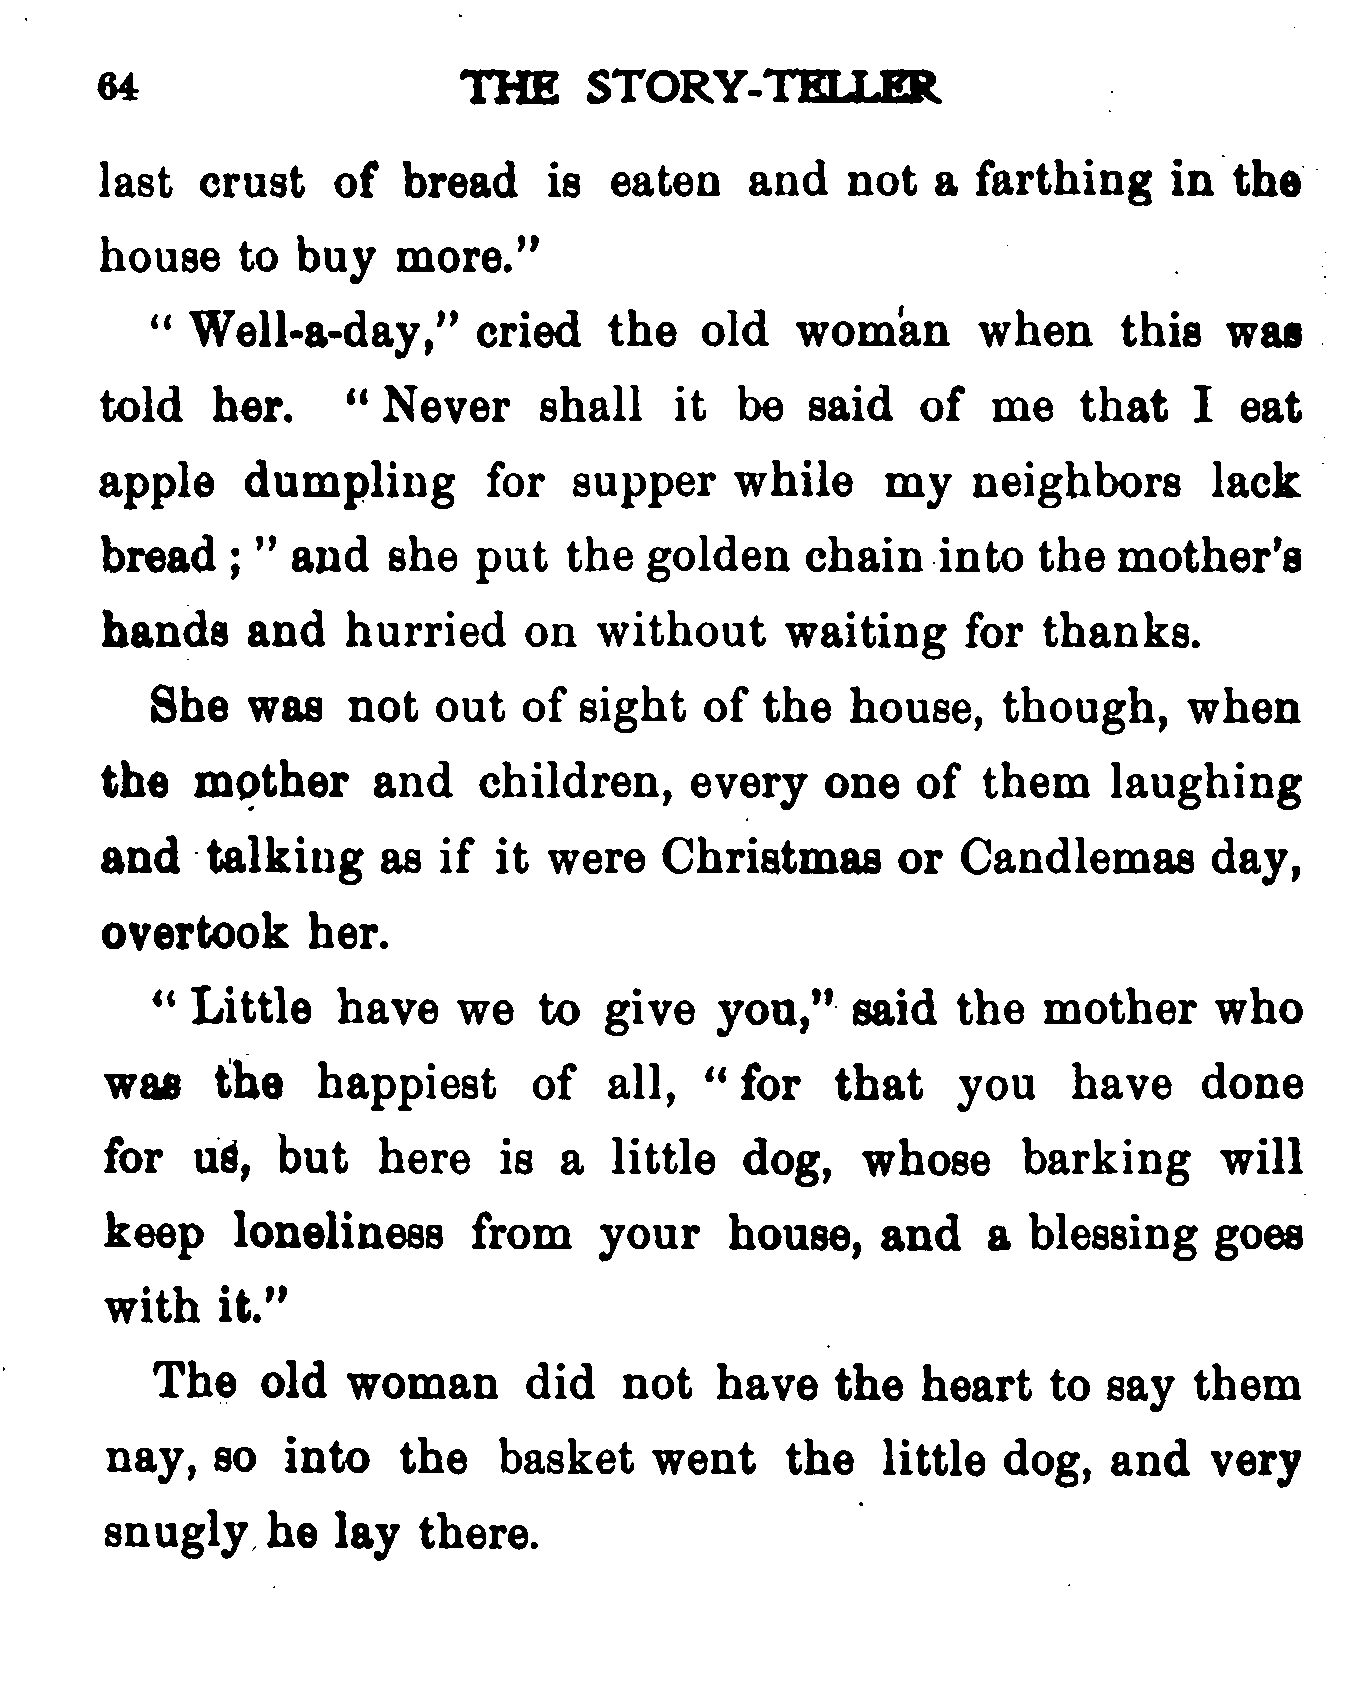 64 THE STORY-TELLER
last crust of bread is eaten and not a farthing in the
house to buy more."
" Well-a-day," cried the old woman when this was
told her. " Never shall it be said of me that I eat
apple dumpling for supper while my neighbors lack
bread ; " and she put the golden chain into the mother's
hands and hurried on without waiting for thanks.
She was not out of sight of the house, though, when
the mother and children, every one of them laughing
and talking as if it were Christmas or Candlemas day,
overtook her.
" Little have we to give you," said the mother who
was the happiest of all, " for that you have done
for us, but here is a little dog, whose barking will
keep loneliness from your house, and a blessing goes
with it."
The old woman did not have the heart to say them
nay, so into the basket went the little dog, and very
snugly he lay there.